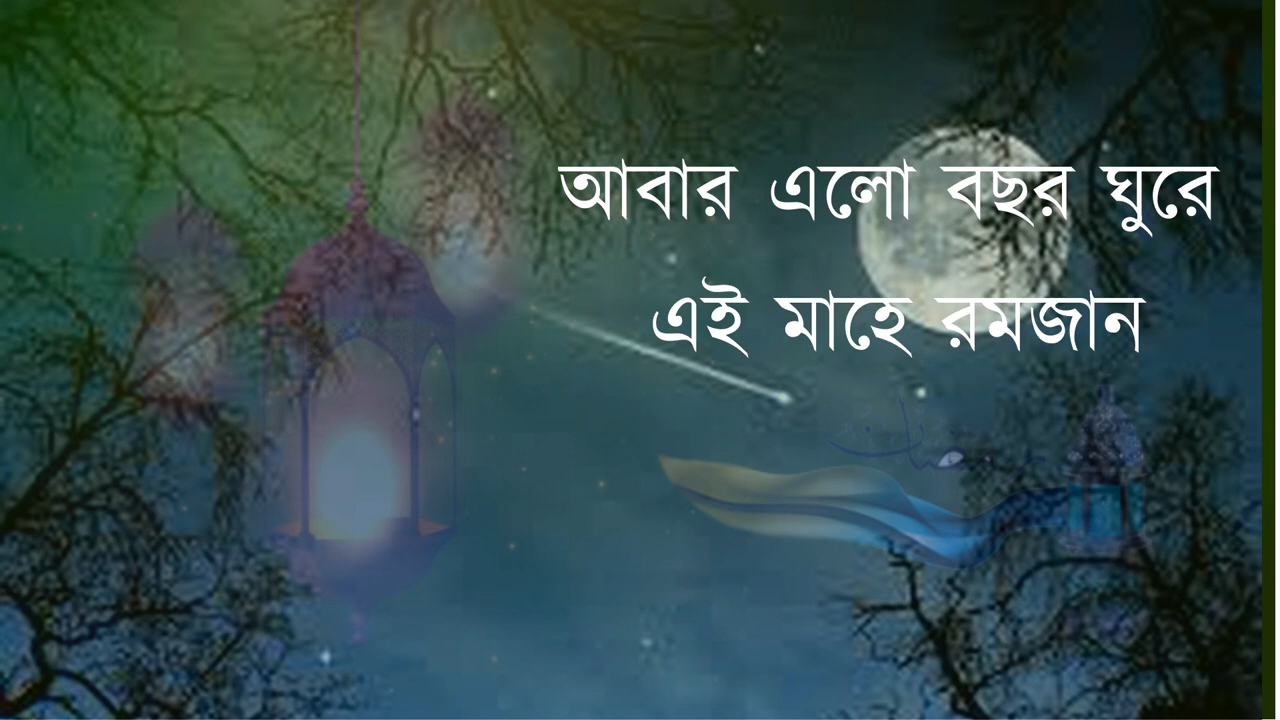 আবার এলো বছর ঘুরে
এই মাহে রমজান